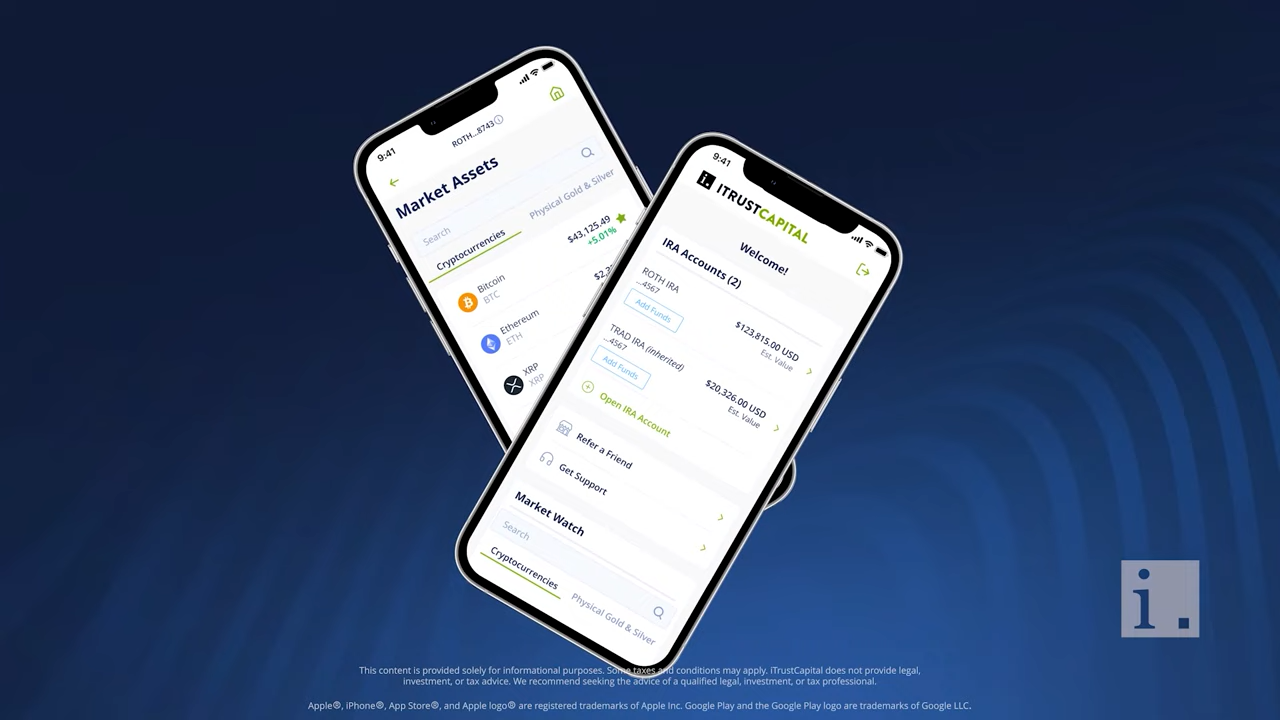 9:41
ROTH...8743
Market Assets
Search
Cryptocurrencies
Physical Gold & Silver
Bitcoin
BTC
$43,125.49
+5.01%
Ethereum
ETH
XRP
XRP
9:41
i.
ITRUSTCAPITAL
Welcome!
IRA Accounts (2)
ROTH IRA
...4567
Add Funds
$123,815.00 USD
Est. Value
TRAD IRA (inherited)
...4567
Add Funds
$20,326.00 USD
Est. Value
Open IRA Account
Refer a Friend
Get Support
Market Watch
Search
Cryptocurrencies
Physical Gold & Silver
i.
This content is provided solely for informational purposes. Some taxes and conditions may apply. iTrustCapital does not provide legal,
investment, or tax advice. We recommend seeking the advice of a qualified legal, investment, or tax professional.
Apple®, iPhone®, App Store®, and Apple logo® are registered trademarks of Apple Inc. Google Play and the Google Play logo are trademarks of Google LLC.